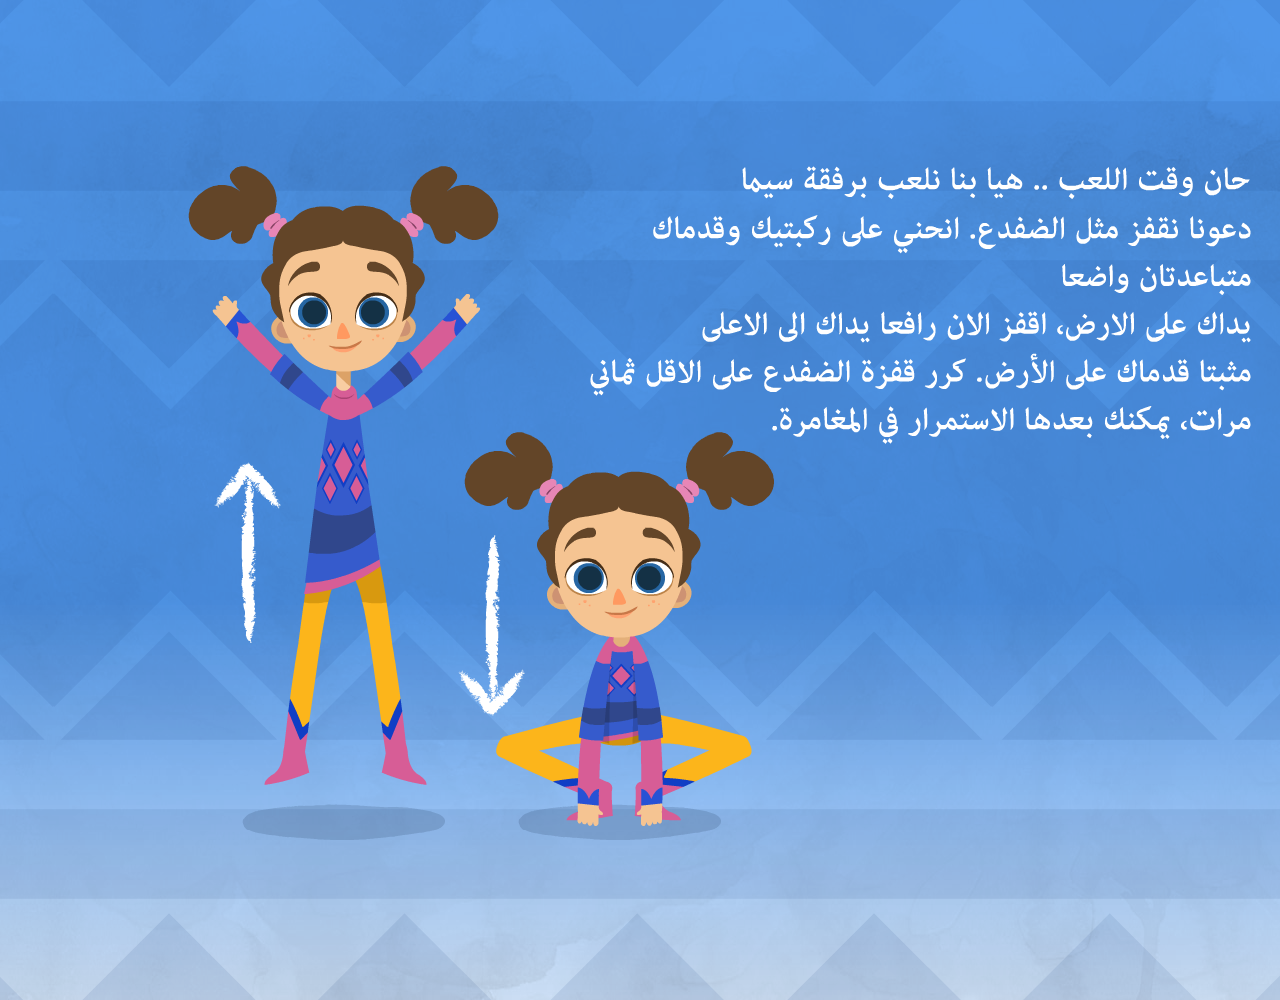 حان وقت اللعب .. هيا بنا نلعب برفقة سيما
دعونا نقفز مثل الضفدع. انحني على ركبتيك وقدماك
متباعدتان واضعا
يداك على الارض، اقفز الان رافعا يداك الى الاعلى
مثبتا قدماك على الأرض. كرر قفزة الضفدع على الاقل ثماني
مرات، يمكنك بعدها الاستمرار في المغامرة.